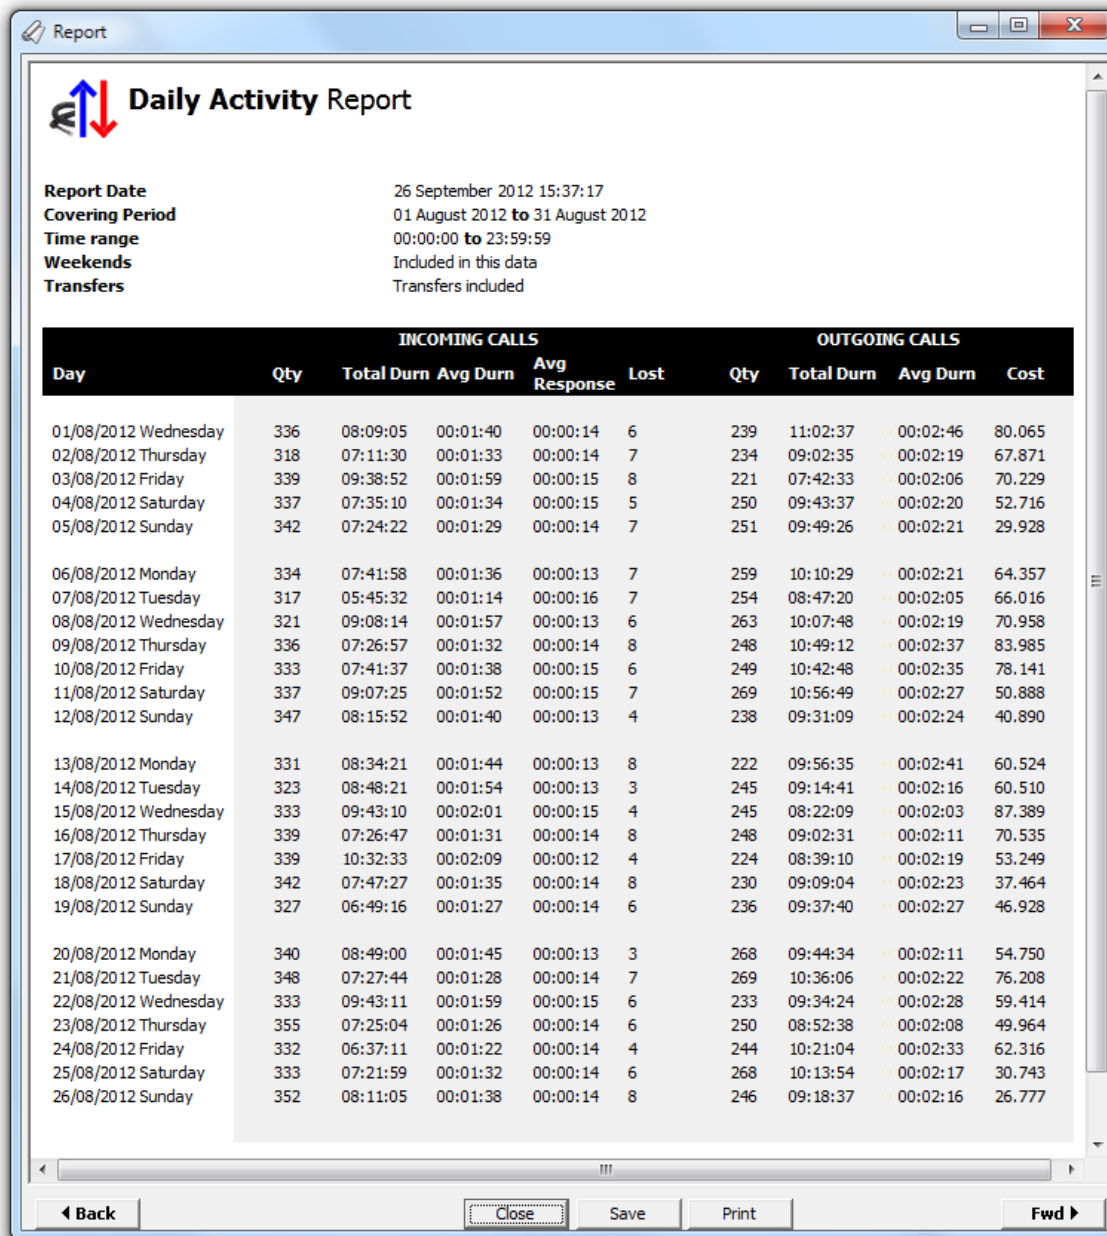 Report
Daily Activity Report
Report Date 26 September 2012 15:37:17
Covering Period 01 August 2012 to 31 August 2012
Time range 00:00:00 to 23:59:59
Weekends Included in this data
Transfers Transfers included
INCOMING CALLS OUTGOING CALLS
Day Qty Total Durn Avg Durn Avg Response Lost Qty Total Durn Avg Durn Cost
01/08/2012 Wednesday 336 08:09:05 00:01:40 00:00:14 6 239 11:02:37 00:02:46 80.065
02/08/2012 Thursday 318 07:11:30 00:01:33 00:00:14 7 234 09:02:35 00:02:19 67.871
03/08/2012 Friday 339 09:38:52 00:01:59 00:00:15 8 221 07:42:33 00:02:06 70.229
04/08/2012 Saturday 337 07:35:10 00:01:34 00:00:15 5 250 09:43:37 00:02:20 52.716
05/08/2012 Sunday 342 07:24:22 00:01:29 00:00:14 7 251 09:49:26 00:02:21 29.928
06/08/2012 Monday 334 07:41:58 00:01:36 00:00:13 7 259 10:10:29 00:02:21 64.357
07/08/2012 Tuesday 317 05:45:32 00:01:14 00:00:16 7 254 08:47:20 00:02:05 66.016
08/08/2012 Wednesday 321 09:08:14 00:01:57 00:00:13 6 263 10:07:48 00:02:19 70.958
09/08/2012 Thursday 336 07:26:57 00:01:32 00:00:14 8 248 10:49:12 00:02:37 83.985
10/08/2012 Friday 333 07:41:37 00:01:38 00:00:15 6 249 10:42:48 00:02:35 78.141
11/08/2012 Saturday 337 09:07:25 00:01:52 00:00:15 7 269 10:56:49 00:02:27 50.888
12/08/2012 Sunday 347 08:15:52 00:01:40 00:00:13 4 238 09:31:09 00:02:24 40.890
13/08/2012 Monday 331 08:34:21 00:01:44 00:00:13 8 222 09:56:35 00:02:41 60.524
14/08/2012 Tuesday 323 08:48:21 00:01:54 00:00:13 3 245 09:14:41 00:02:16 60.510
15/08/2012 Wednesday 333 09:43:10 00:02:01 00:00:15 4 245 08:22:09 00:02:03 87.389
16/08/2012 Thursday 339 07:26:47 00:01:31 00:00:14 8 248 09:02:31 00:02:11 70.535
17/08/2012 Friday 339 10:32:33 00:02:09 00:00:12 4 224 08:39:10 00:02:19 53.249
18/08/2012 Saturday 342 07:47:27 00:01:35 00:00:14 8 230 09:09:04 00:02:23 37.464
19/08/2012 Sunday 327 06:49:16 00:01:27 00:00:14 6 236 09:37:40 00:02:27 46.928
20/08/2012 Monday 340 08:49:00 00:01:45 00:00:13 3 268 09:44:34 00:02:11 54.750
21/08/2012 Tuesday 348 07:27:44 00:01:28 00:00:14 7 269 10:36:06 00:02:22 76.208
22/08/2012 Wednesday 333 09:43:11 00:01:59 00:00:15 6 233 09:34:24 00:02:28 59.414
23/08/2012 Thursday 355 07:25:04 00:01:26 00:00:14 6 250 08:52:38 00:02:08 49.964
24/08/2012 Friday 332 06:37:11 00:01:22 00:00:14 4 244 10:21:04 00:02:33 62.316
25/08/2012 Saturday 333 07:21:59 00:01:32 00:00:14 6 268 10:13:54 00:02:17 30.743
26/08/2012 Sunday 352 08:11:05 00:01:38 00:00:14 8 246 09:18:37 00:02:16 26.777
Back Close Save Print Fwd